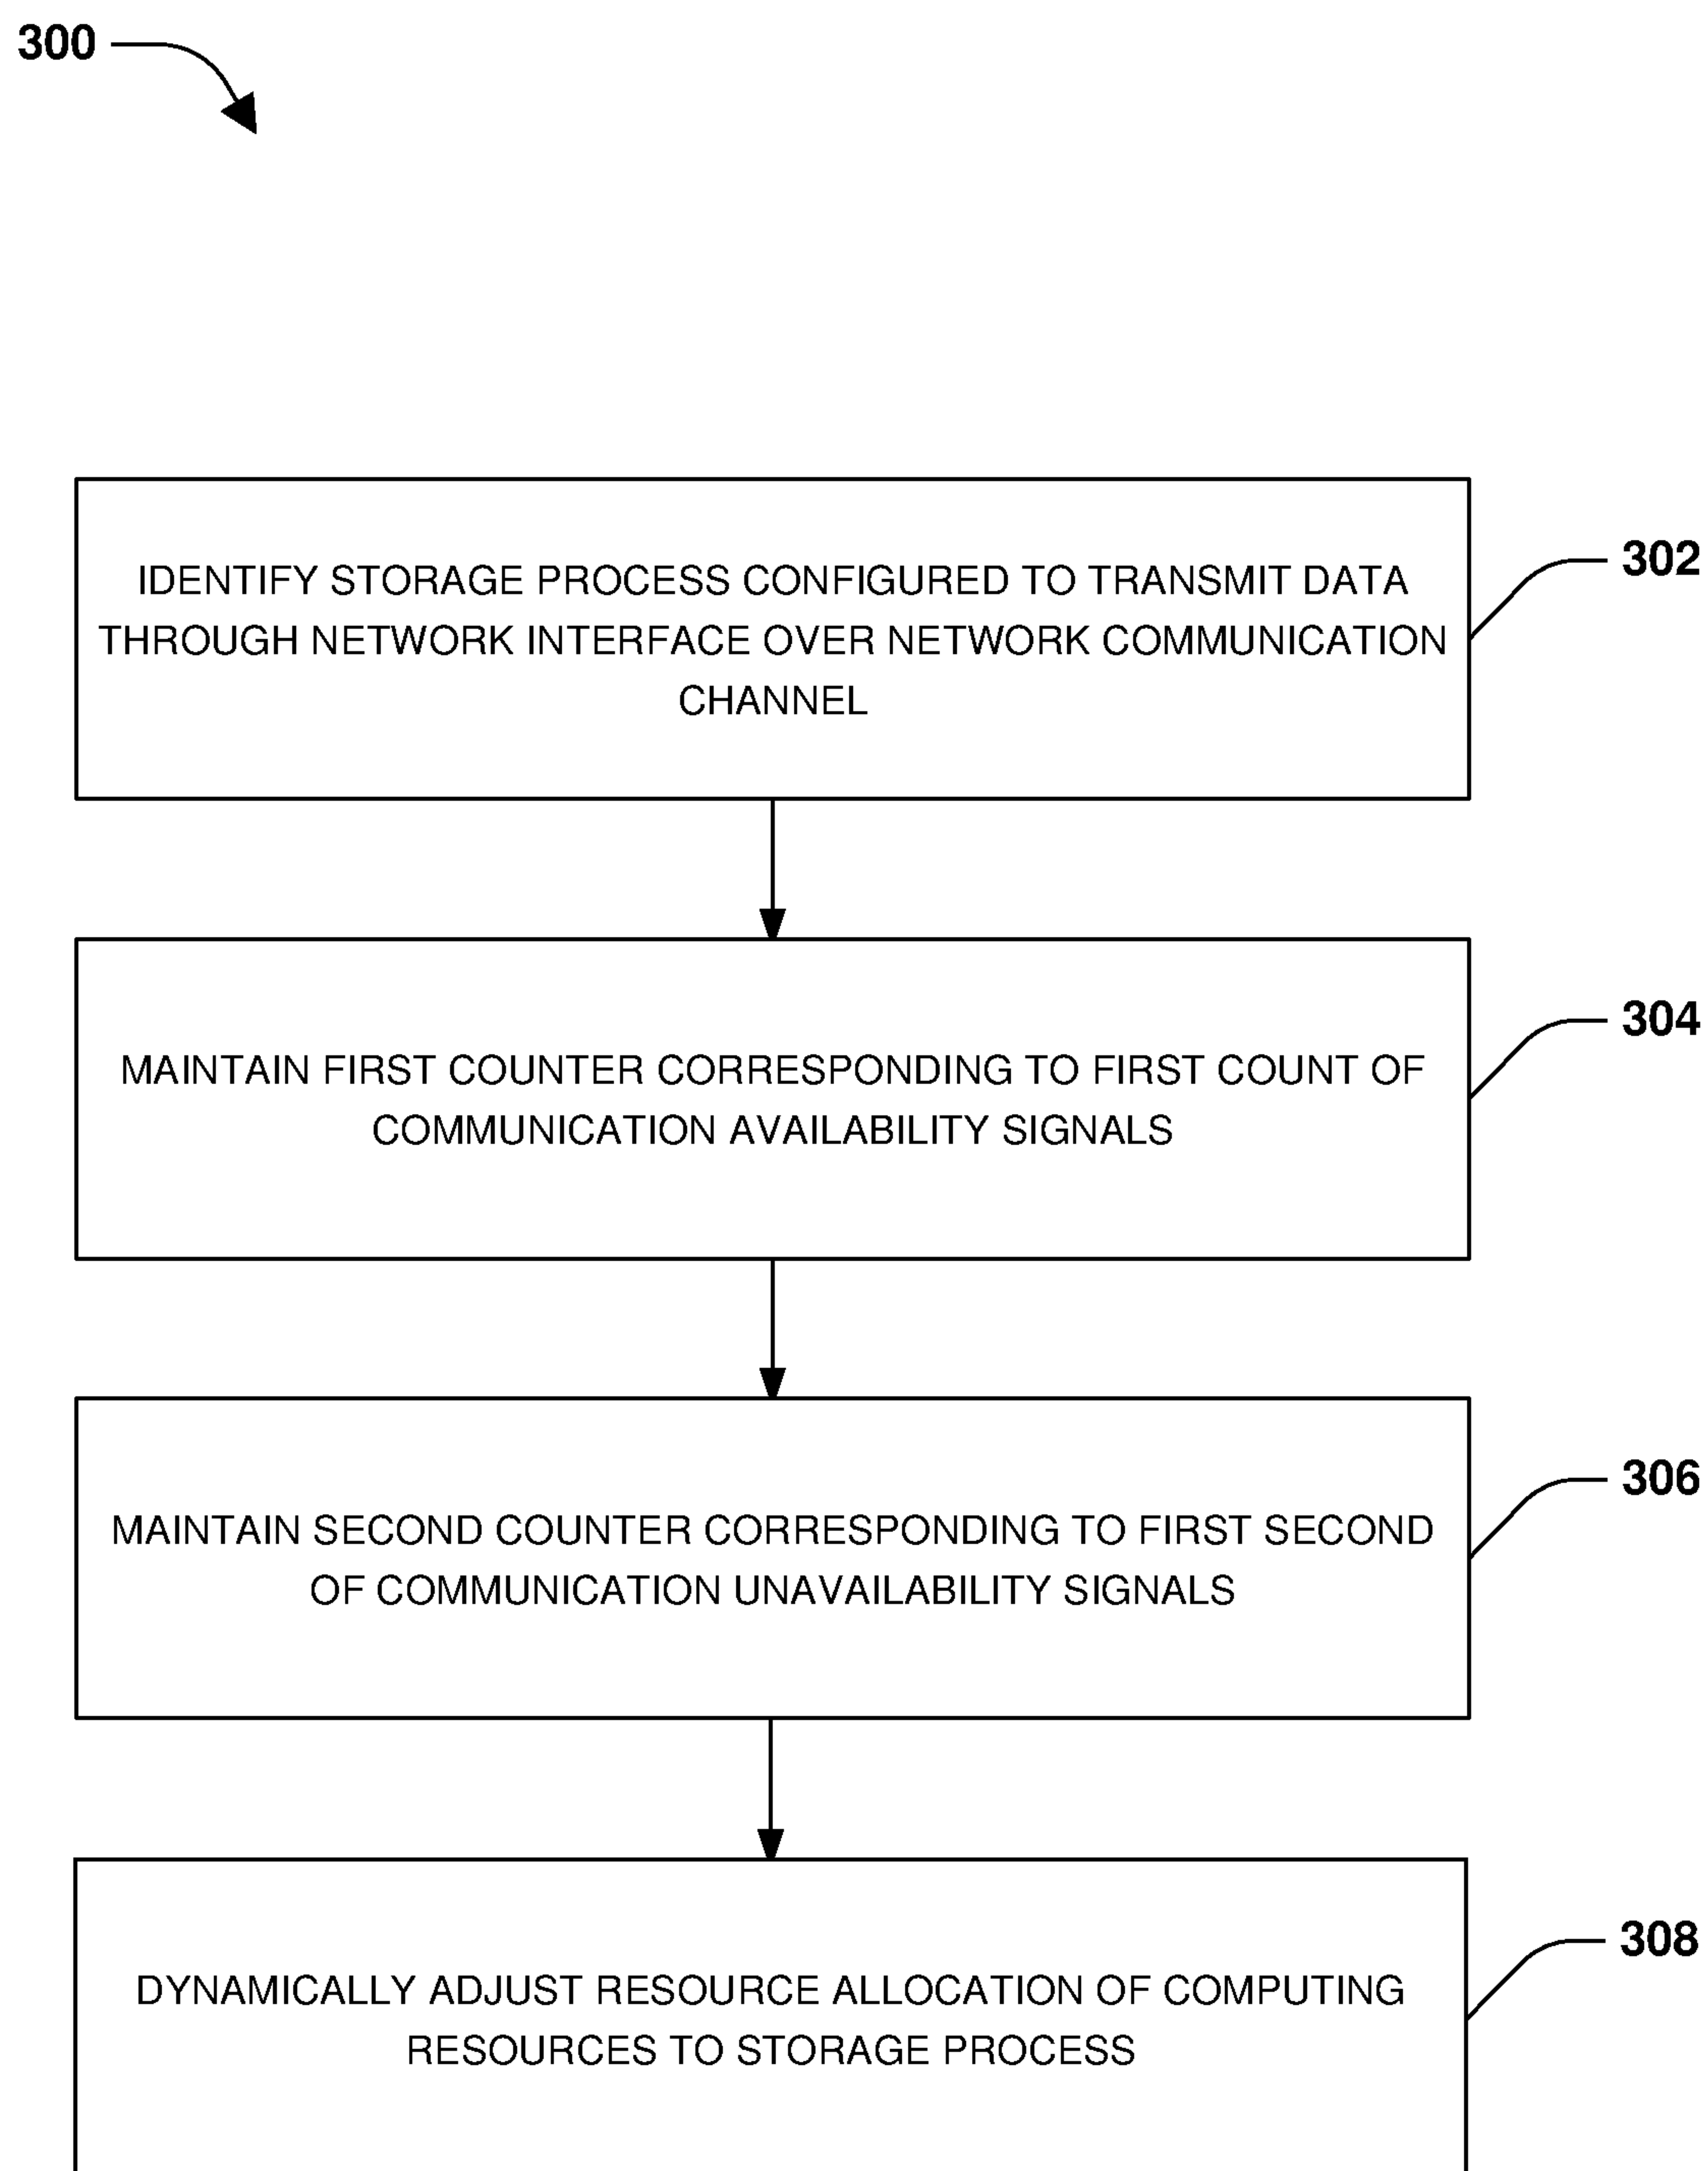 300
IDENTIFY STORAGE PROCESS CONFIGURED TO TRANSMIT DATA
THROUGH NETWORK INTERFACE OVER NETWORK COMMUNICATION
CHANNEL
302
MAINTAIN FIRST COUNTER CORRESPONDING TO FIRST COUNT OF
COMMUNICATION AVAILABILITY SIGNALS
304
MAINTAIN SECOND COUNTER CORRESPONDING TO FIRST SECOND
OF COMMUNICATION UNAVAILABILITY SIGNALS
306
DYNAMICALLY ADJUST RESOURCE ALLOCATION OF COMPUTING
RESOURCES TO STORAGE PROCESS
308